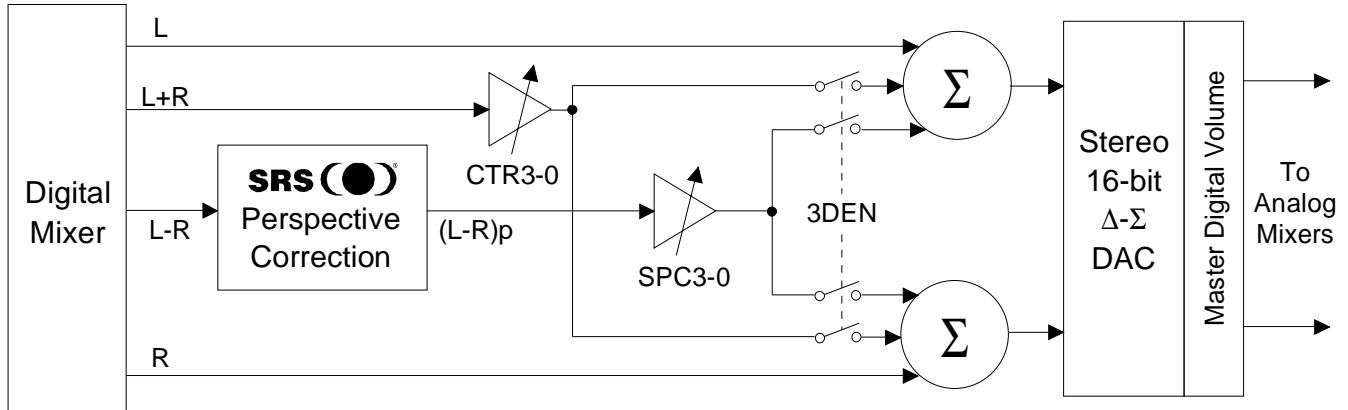 Digital
Mixer
L
L+R
L-R
R
SRS ®
Perspective
Correction
(L-R)p
CTR3-0
SPC3-0
3DEN
Σ
Σ
Stereo
16-bit
Δ-Σ
DAC
Master Digital Volume
To
Analog
Mixers